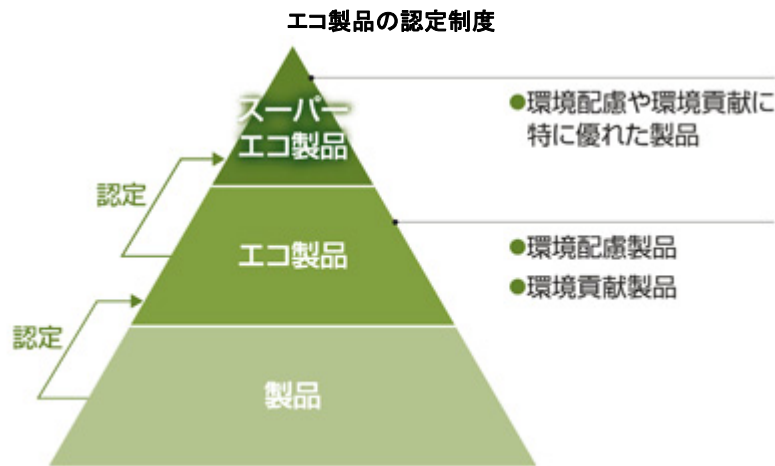 エコ製品の認定制度
スーパー
エコ製品
●環境配慮や環境貢献に
特に優れた製品
認定
エコ製品
●環境配慮製品
●環境貢献製品
認定
製品